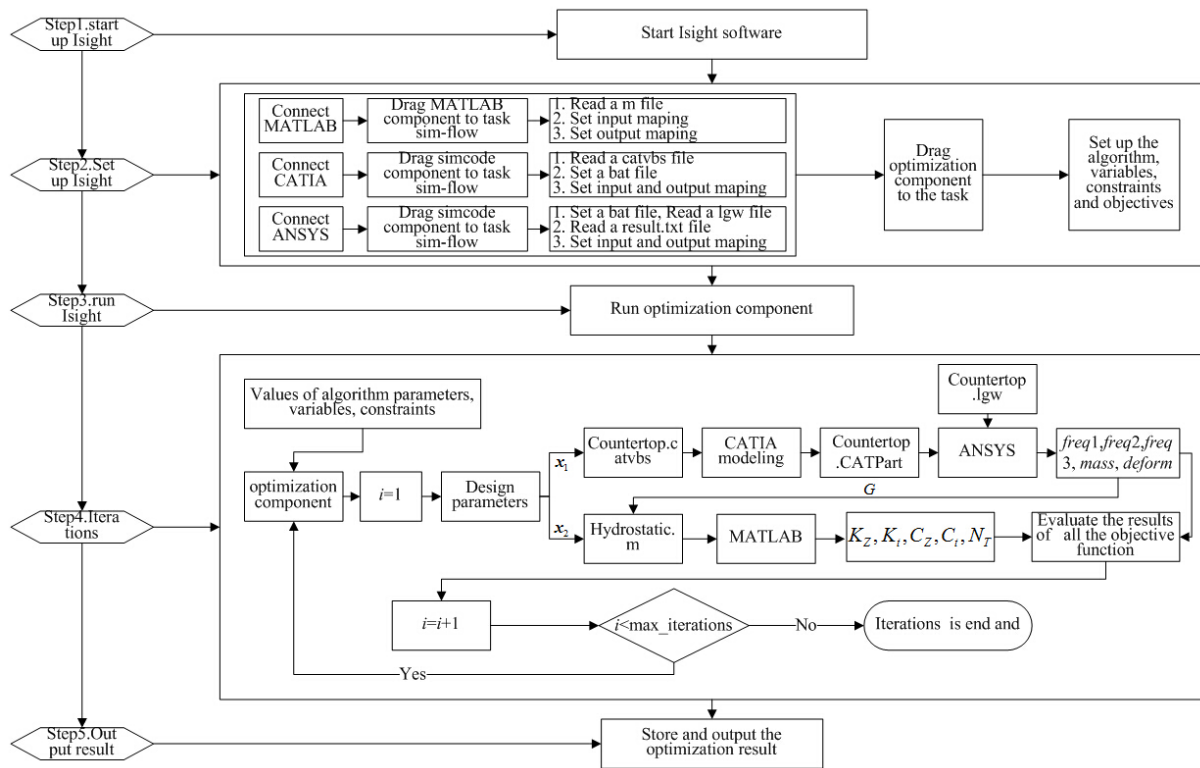 Step1.start
up Isight
Start Isight software
Step2.Set
up Isight
Connect
MATLAB
Drag MATLAB
component to task
sim-flow
1. Read a m file
2. Set input maping
3. Set output maping
Connect
CATIA
Drag simcode
component to task
sim-flow
1. Read a catvbs file
2. Set a bat file
3. Set input and output maping
Connect
ANSYS
Drag simcode
component to task
sim-flow
1. Set a bat file, Read a lgw file
2. Read a result.txt file
3. Set input and output maping
Drag
optimization
component
to the task
Set up the
algorithm,
variables,
constraints
and objectives
Step3.run
Isight
Run optimization component
Step4.Itera
tions
Values of algorithm parameters,
variables, constraints
optimization
component
i=1
Design
parameters
x₁
Countertop.c
atvbs
CATIA
modeling
Countertop
.CATPart
Countertop
.lgw
ANSYS
freq1,freq2,freq
3, mass, deform
G
x₂
Hydrostatic.
m
MATLAB
K_Z, K_t, C_Z, C_t, N_T
Evaluate the results
of all the objective
function
i=i+1
i<max_iterations
No
Iterations is end and
Yes
Step5.Out
put result
Store and output the
optimization result